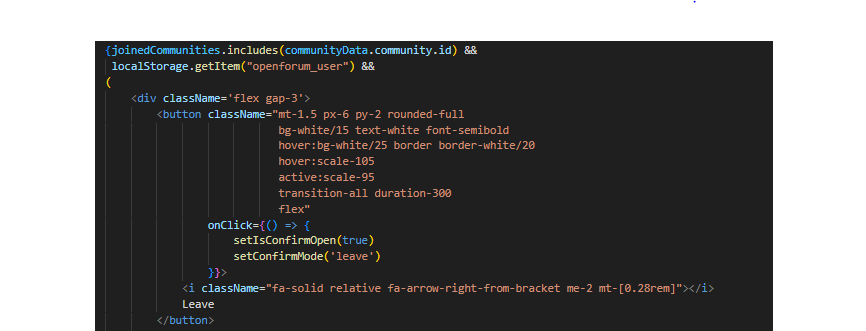 {joinedCommunities.includes(communityData.community.id) &&
localStorage.getItem("openforum_user") &&
(
<div className='flex gap-3'>
<button className="mt-1.5 px-6 py-2 rounded-full
bg-white/15 text-white font-semibold
hover:bg-white/25 border border-white/20
hover:scale-105
active:scale-95
transition-all duration-300
flex"
onClick={() => {
setIsConfirmOpen(true)
setConfirmMode('leave')
}}>
<i className="fa-solid relative fa-arrow-right-from-bracket me-2 mt-[0.28rem]"></i>
Leave
</button>